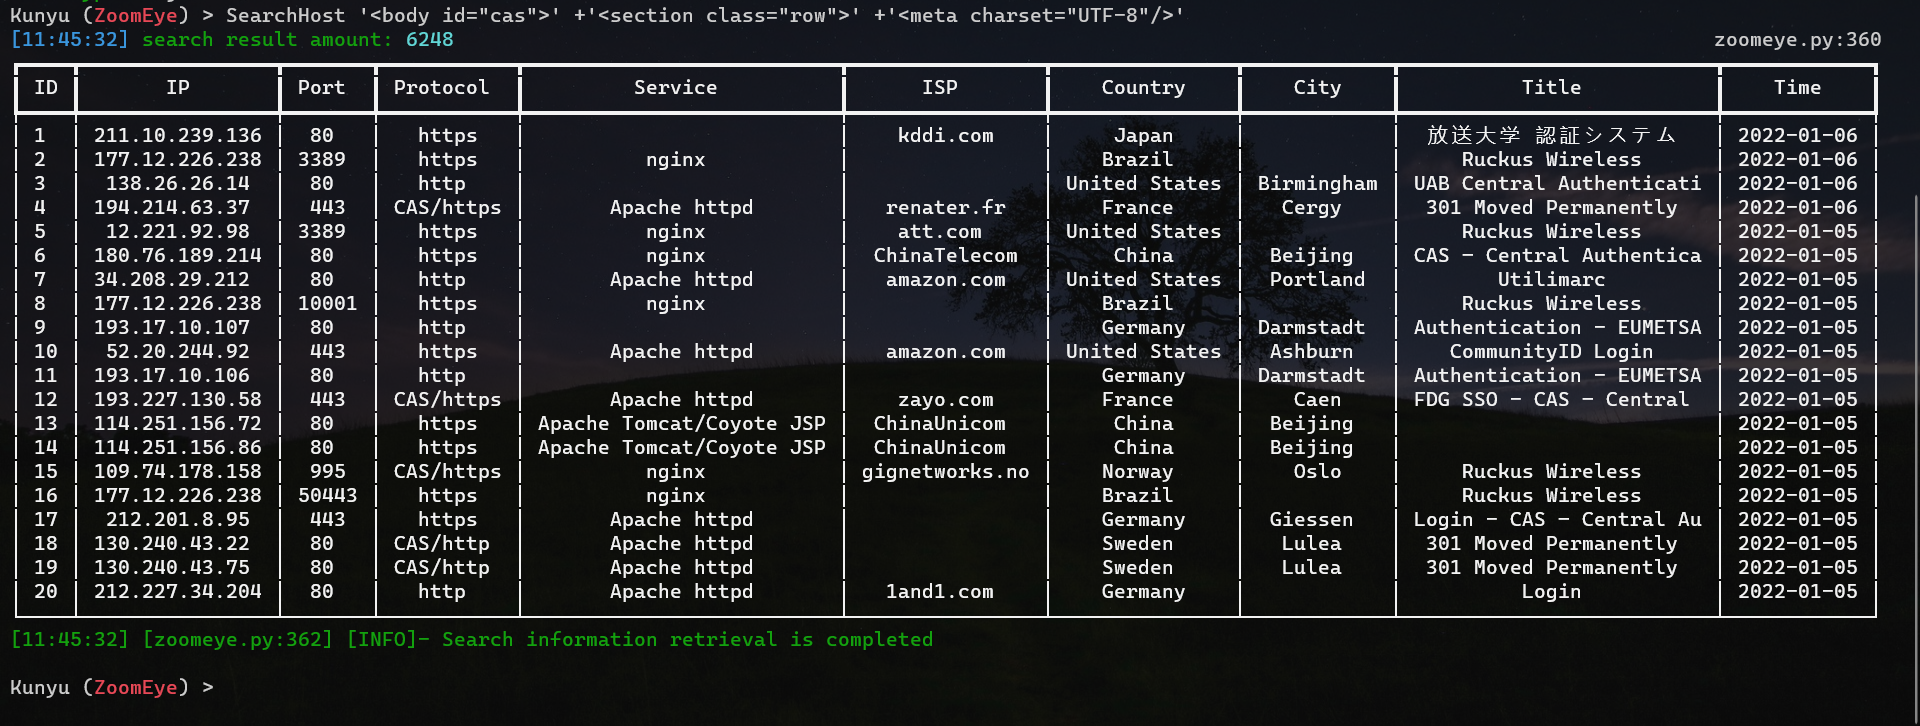 Kunyu (ZoomEye) > SearchHost '<body id="cas">' +'<section class="row">' +'<meta charset="UTF-8"/>'
[11:45:32] search result amount: 6248 zoomeye.py:360
ID IP Port Protocol Service ISP Country City Title Time
1 211.10.239.136 80 https kddi.com Japan 放送大学 認証システム 2022-01-06
2 177.12.226.238 3389 https nginx Brazil Ruckus Wireless 2022-01-06
3 138.26.26.14 80 http United States Birmingham UAB Central Authenticati 2022-01-06
4 194.214.63.37 443 CAS/https Apache httpd renater.fr France Cergy 301 Moved Permanently 2022-01-06
5 12.221.92.98 3389 https nginx att.com United States Ruckus Wireless 2022-01-05
6 180.76.189.214 80 https nginx ChinaTelecom China Beijing CAS – Central Authentica 2022-01-05
7 34.208.29.212 80 http Apache httpd amazon.com United States Portland Utilimarc 2022-01-05
8 177.12.226.238 10001 https nginx Brazil Ruckus Wireless 2022-01-05
9 193.17.10.107 80 http Germany Darmstadt Authentication - EUMETSA 2022-01-05
10 52.20.244.92 443 https Apache httpd amazon.com United States Ashburn CommunityID Login 2022-01-05
11 193.17.10.106 80 http Germany Darmstadt Authentication - EUMETSA 2022-01-05
12 193.227.130.58 443 CAS/https Apache httpd zayo.com France Caen FDG SSO - CAS – Central 2022-01-05
13 114.251.156.72 80 https Apache Tomcat/Coyote JSP ChinaUnicom China Beijing 2022-01-05
14 114.251.156.86 80 https Apache Tomcat/Coyote JSP ChinaUnicom China Beijing 2022-01-05
15 109.74.178.158 995 CAS/https nginx gignetworks.no Norway Oslo Ruckus Wireless 2022-01-05
16 177.12.226.238 50443 https nginx Brazil Ruckus Wireless 2022-01-05
17 212.201.8.95 443 https Apache httpd Germany Giessen Login - CAS – Central Au 2022-01-05
18 130.240.43.22 80 CAS/http Apache httpd Sweden Lulea 301 Moved Permanently 2022-01-05
19 130.240.43.75 80 CAS/http Apache httpd Sweden Lulea 301 Moved Permanently 2022-01-05
20 212.227.34.204 80 http Apache httpd 1and1.com Germany Login 2022-01-05
[11:45:32] [zoomeye.py:362] [INFO]- Search information retrieval is completed
Kunyu (ZoomEye) >